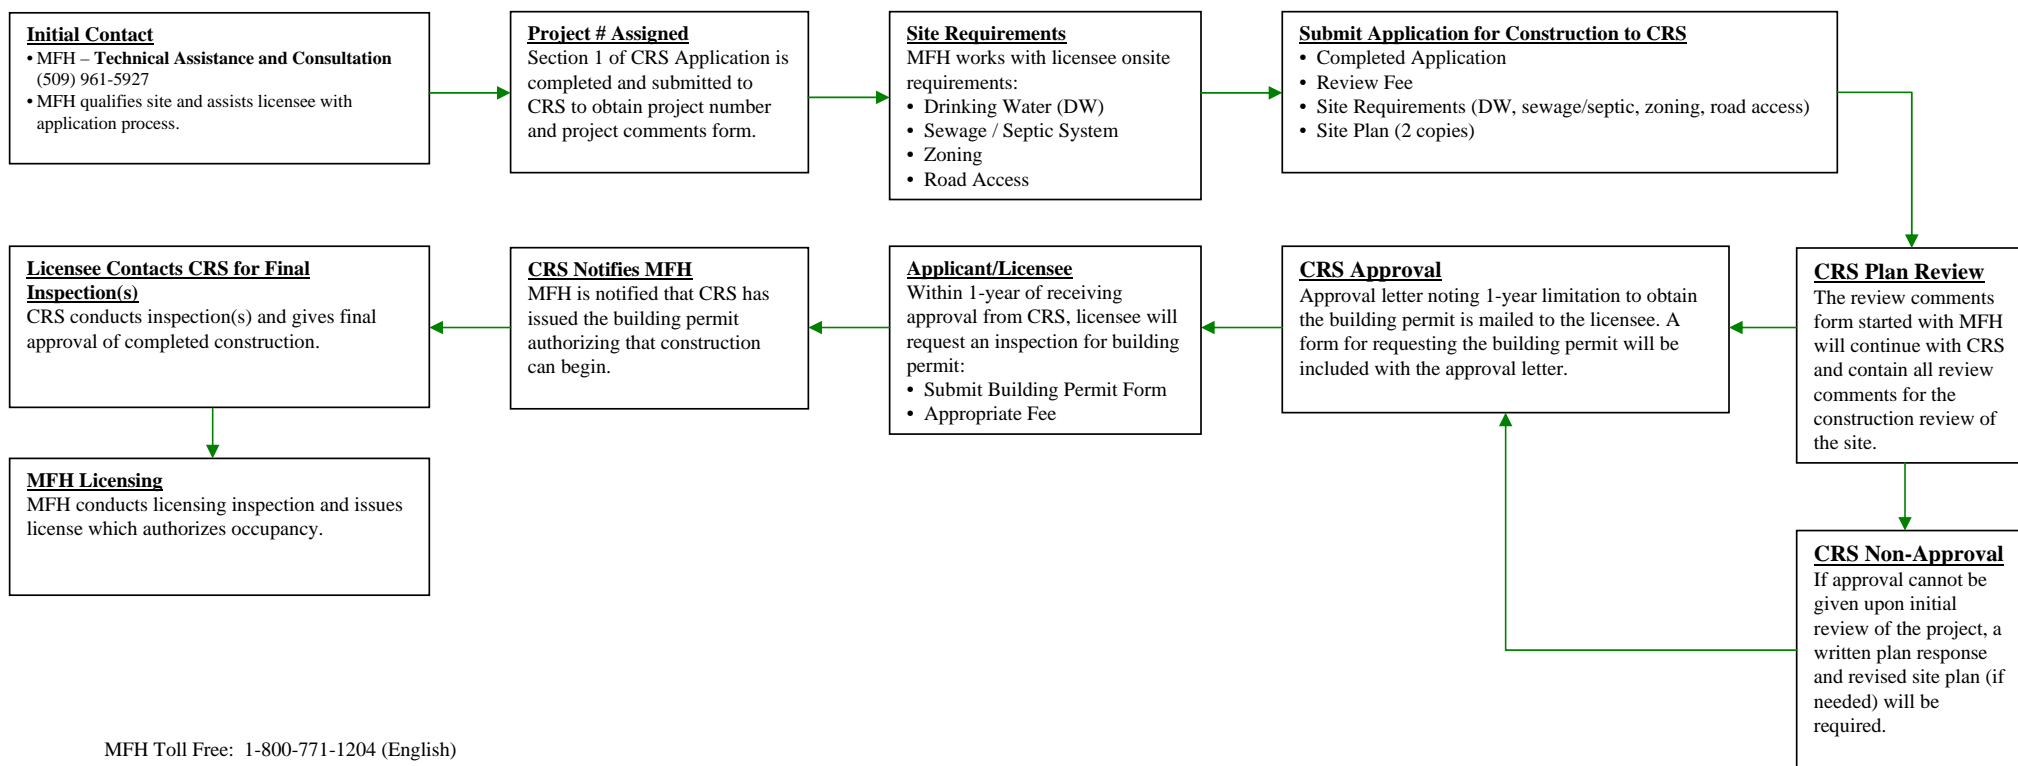 Initial Contact
• MFH – Technical Assistance and Consultation
(509) 961-5927
• MFH qualifies site and assists licensee with
application process.
Project # Assigned
Section 1 of CRS Application is
completed and submitted to
CRS to obtain project number
and project comments form.
Site Requirements
MFH works with licensee onsite
requirements:
• Drinking Water (DW)
• Sewage / Septic System
• Zoning
• Road Access
Submit Application for Construction to CRS
• Completed Application
• Review Fee
• Site Requirements (DW, sewage/septic, zoning, road access)
• Site Plan (2 copies)
CRS Plan Review
The review comments
form started with MFH
will continue with CRS
and contain all review
comments for the
construction review of
the site.
CRS Approval
Approval letter noting 1-year limitation to obtain
the building permit is mailed to the licensee. A
form for requesting the building permit will be
included with the approval letter.
Applicant/Licensee
Within 1-year of receiving
approval from CRS, licensee will
request an inspection for building
permit:
• Submit Building Permit Form
• Appropriate Fee
CRS Notifies MFH
MFH is notified that CRS has
issued the building permit
authorizing that construction
can begin.
Licensee Contacts CRS for Final
Inspection(s)
CRS conducts inspection(s) and gives final
approval of completed construction.
MFH Licensing
MFH conducts licensing inspection and issues
license which authorizes occupancy.
CRS Non-Approval
If approval cannot be
given upon initial
review of the project, a
written plan response
and revised site plan (if
needed) will be
required.
MFH Toll Free:  1-800-771-1204 (English)